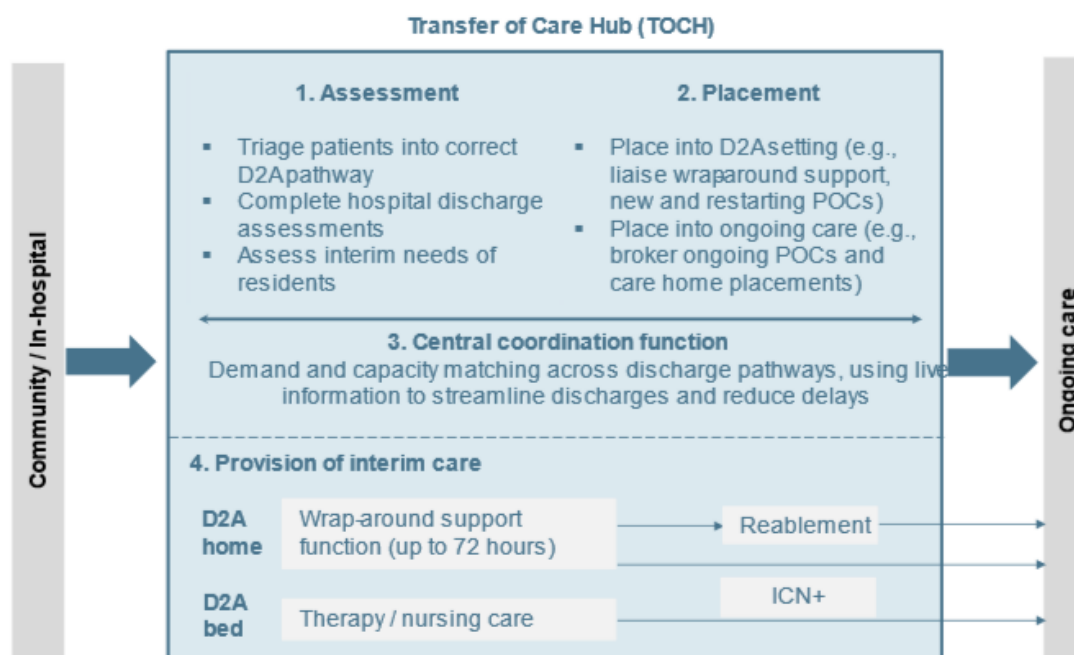 Transfer of Care Hub (TOCH)
Community / In-hospital
1. Assessment
▪ Triage patients into correct
D2A pathway
▪ Complete hospital discharge
assessments
▪ Assess interim needs of
residents
2. Placement
▪ Place into D2A setting (e.g.,
liaise wraparound support,
new and restarting POCs)
▪ Place into ongoing care (e.g.,
broker ongoing POCs and
care home placements)
3. Central coordination function
Demand and capacity matching across discharge pathways, using live
information to streamline discharges and reduce delays
4. Provision of interim care
D2A
home
Wrap-around support
function (up to 72 hours)
Reablement
ICN+
D2A
bed
Therapy / nursing care
Ongoing care